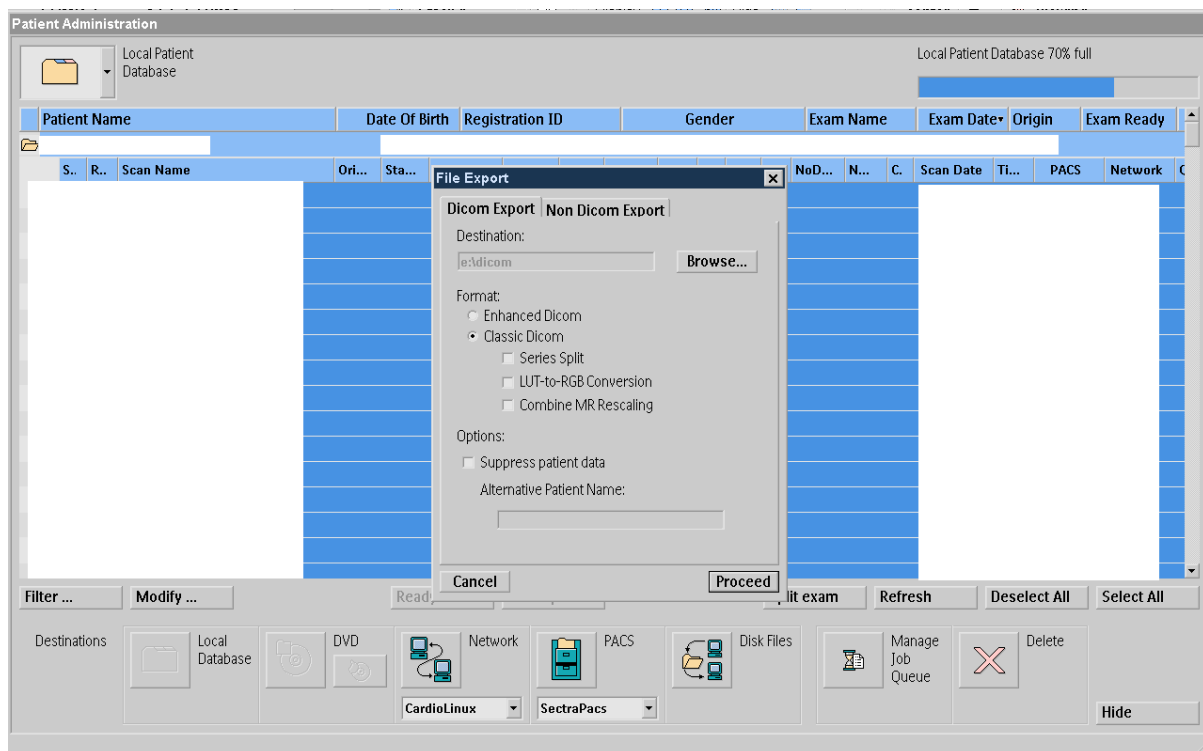 Patient Administration
Local Patient
Database
Local Patient Database 70% full
Patient Name Date Of Birth Registration ID Gender Exam Name Exam Date Origin Exam Ready
S.. R.. Scan Name Ori... Sta... NoD... N... C. Scan Date Ti... PACS Network
File Export
Dicom Export Non Dicom Export
Destination:
e:\dicom Browse...
Format:
Enhanced Dicom
Classic Dicom
Series Split
LUT-to-RGB Conversion
Combine MR Rescaling
Options:
Suppress patient data
Alternative Patient Name:
Cancel Proceed
Filter ... Modify ... Read lit exam Refresh Deselect All Select All
Destinations Local Database DVD Network PACS Disk Files Manage Job Queue Delete
CardioLinux SectraPacs Hide